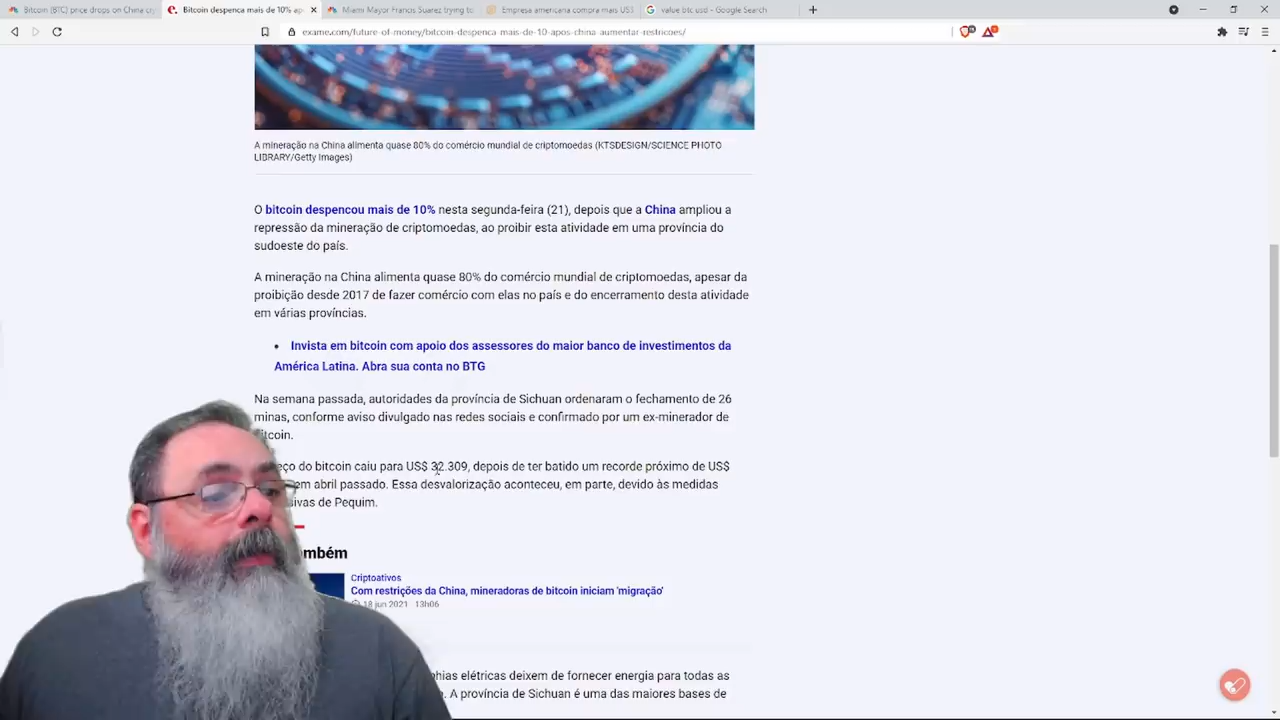 Bitcoin (BTC) price drops on China cry
Bitcoin despenca mais de 10% ap
Miami Mayor Francis Suarez trying to
Empresa americana compra mais US$
value btc usd - Google Search
exame.com/future-of-money/bitcoin-despenca-mais-de-10-apos-china-aumentar-restricoes/
A mineração na China alimenta quase 80% do comércio mundial de criptomoedas (KTSDESIGN/SCIENCE PHOTO
LIBRARY/Getty Images)
O bitcoin despencou mais de 10% nesta segunda-feira (21), depois que a China ampliou a
repressão da mineração de criptomoedas, ao proibir esta atividade em uma província do
sudoeste do país.
A mineração na China alimenta quase 80% do comércio mundial de criptomoedas, apesar da
proibição desde 2017 de fazer comércio com elas no país e do encerramento desta atividade
em várias províncias.
• Invista em bitcoin com apoio dos assessores do maior banco de investimentos da
América Latina. Abra sua conta no BTG
Na semana passada, autoridades da província de Sichuan ordenaram o fechamento de 26
minas, conforme aviso divulgado nas redes sociais e confirmado por um ex-minerador de
itcoin.
eço do bitcoin caiu para US$ 32.309, depois de ter batido um recorde próximo de US$
em abril passado. Essa desvalorização aconteceu, em parte, devido às medidas
sivas de Pequim.
mbém
Criptoativos
Com restrições da China, mineradoras de bitcoin iniciam 'migração'
18 jun 2021 13h06
hias elétricas deixem de fornecer energia para todas as
A província de Sichuan é uma das maiores bases de